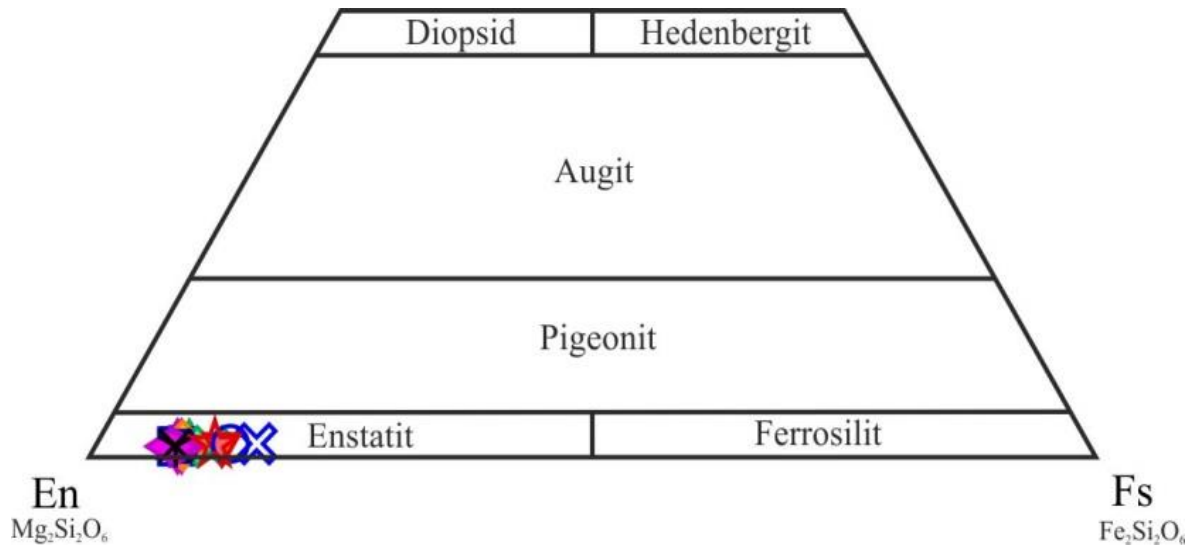 Diopsid Hedenbergit
Augit
Pigeonit
Enstatit Ferrosilit
En Fs
Mg₂Si₂O₆ Fe₂Si₂O₆